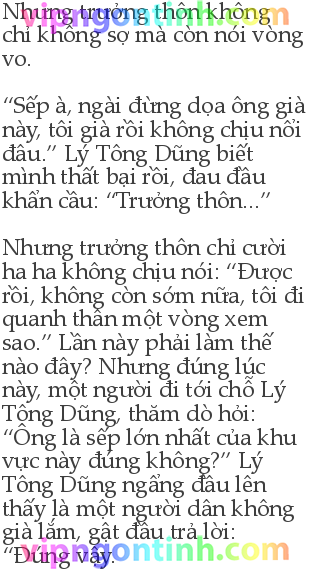 Nhưng trưởng thôn không
chỉ không sợ mà còn nói vòng
vo.
“Sếp à, ngài đừng dọa ông già
này, tôi già rồi không chịu nổi
đâu.” Lý Tông Dũng biết
mình thất bại rồi, đau đầu
khẩn cầu: “Trưởng thôn...”
Nhưng trưởng thôn chỉ cười
ha ha không chịu nói: “Được
rồi, không còn sớm nữa, tôi đi
quanh thần một vòng xem
sao.” Lần này phải làm thế
nào đây? Nhưng đúng lúc
này, một người đi tới chỗ Lý
Tông Dũng, thăm dò hỏi:
“Ông là sếp lớn nhất của khu
vực này đúng không?” Lý
Tông Dũng ngẩng đầu lên
thấy là một người dân không
già lắm, gật đầu trả lời:
“Đúng vậy.
vipngontinh.com
vipngontinh.com